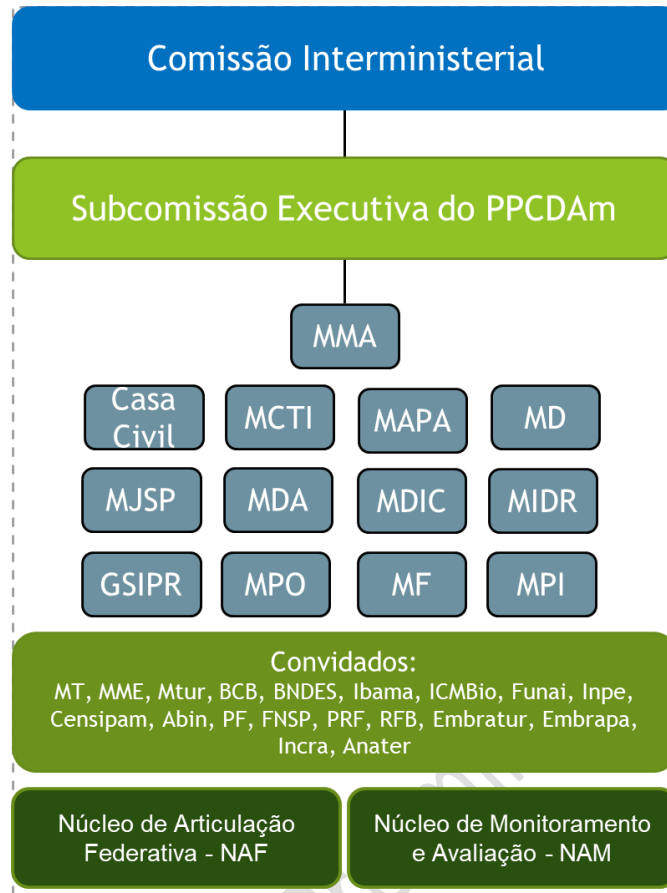 Comissão Interministerial
Subcomissão Executiva do PPCDAm
MMA
Casa
Civil
MCTI
MAPA
MD
MJSP
MDA
MDIC
MIDR
GSIPR
MPO
MF
MPI
Convidados:
MT, MME, Mtur, BCB, BNDES, Ibama, ICMBio, Funai, Inpe,
Censipam, Abin, PF, FNSP, PRF, RFB, Embratur, Embrapa,
Incra, Anater
Núcleo de Articulação
Federativa - NAF
Núcleo de Monitoramento
e Avaliação - NAM